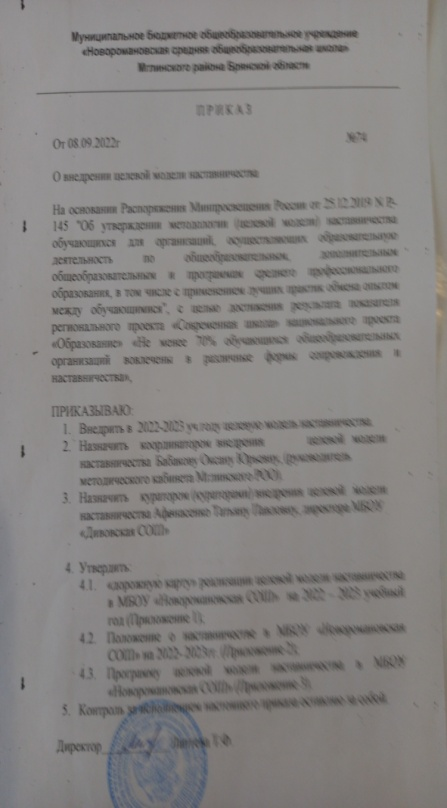 Муниципальное бюджетное общеобразовательное учреждение
«Новоромановская средняя общеобразовательная школа»
Мглинского района Брянской области
ПРИКАЗ
От 08.09.2022г №74
О внедрении целевой модели наставничества
На основании Распоряжения Минпросвещения России от 25.12.2019 N Р-
145 "Об утверждении методологии (целевой модели) наставничества
обучающихся для организаций, осуществляющих образовательную
деятельность по общеобразовательным, дополнительным
общеобразовательным и программам среднего профессионального
образования, в том числе с применением лучших практик обмена опытом
между обучающимися", с целью достижения результата показателя
регионального проекта «Современная школа» национального проекта
«Образование» «Не менее 70% обучающихся общеобразовательных
организаций вовлечены в различные формы сопровождения и
наставничества»,
ПРИКАЗЫВАЮ:
1. Внедрить в 2022-2023 уч.году целевую модель наставничества.
2. Назначить координатором внедрения целевой модели
наставничества Бабакову Оксану Юрьевну, (руководитель
методического кабинета Мглинского РОО).
3. Назначить куратором (кураторами) внедрения целевой модели
наставничества Афанасенко Татьяну Павловну, директора МБОУ
«Дивовская СОШ»
4. Утвердить:
4.1. «дорожную карту» реализации целевой модели наставничества
в МБОУ «Новоромановская СОШ» на 2022 - 2023 учебный
год (Приложение 1);
4.2. Положение о наставничестве в МБОУ «Новоромановская
СОШ» на 2022- 2023гг. (Приложение 2);
4.3. Программу целевой модели наставничества в МБОУ
«Новоромановская СОШ» (Приложение 3).
5. Контроль за исполнением настоящего приказа оставляю за собой.
Директор Т.Ф.